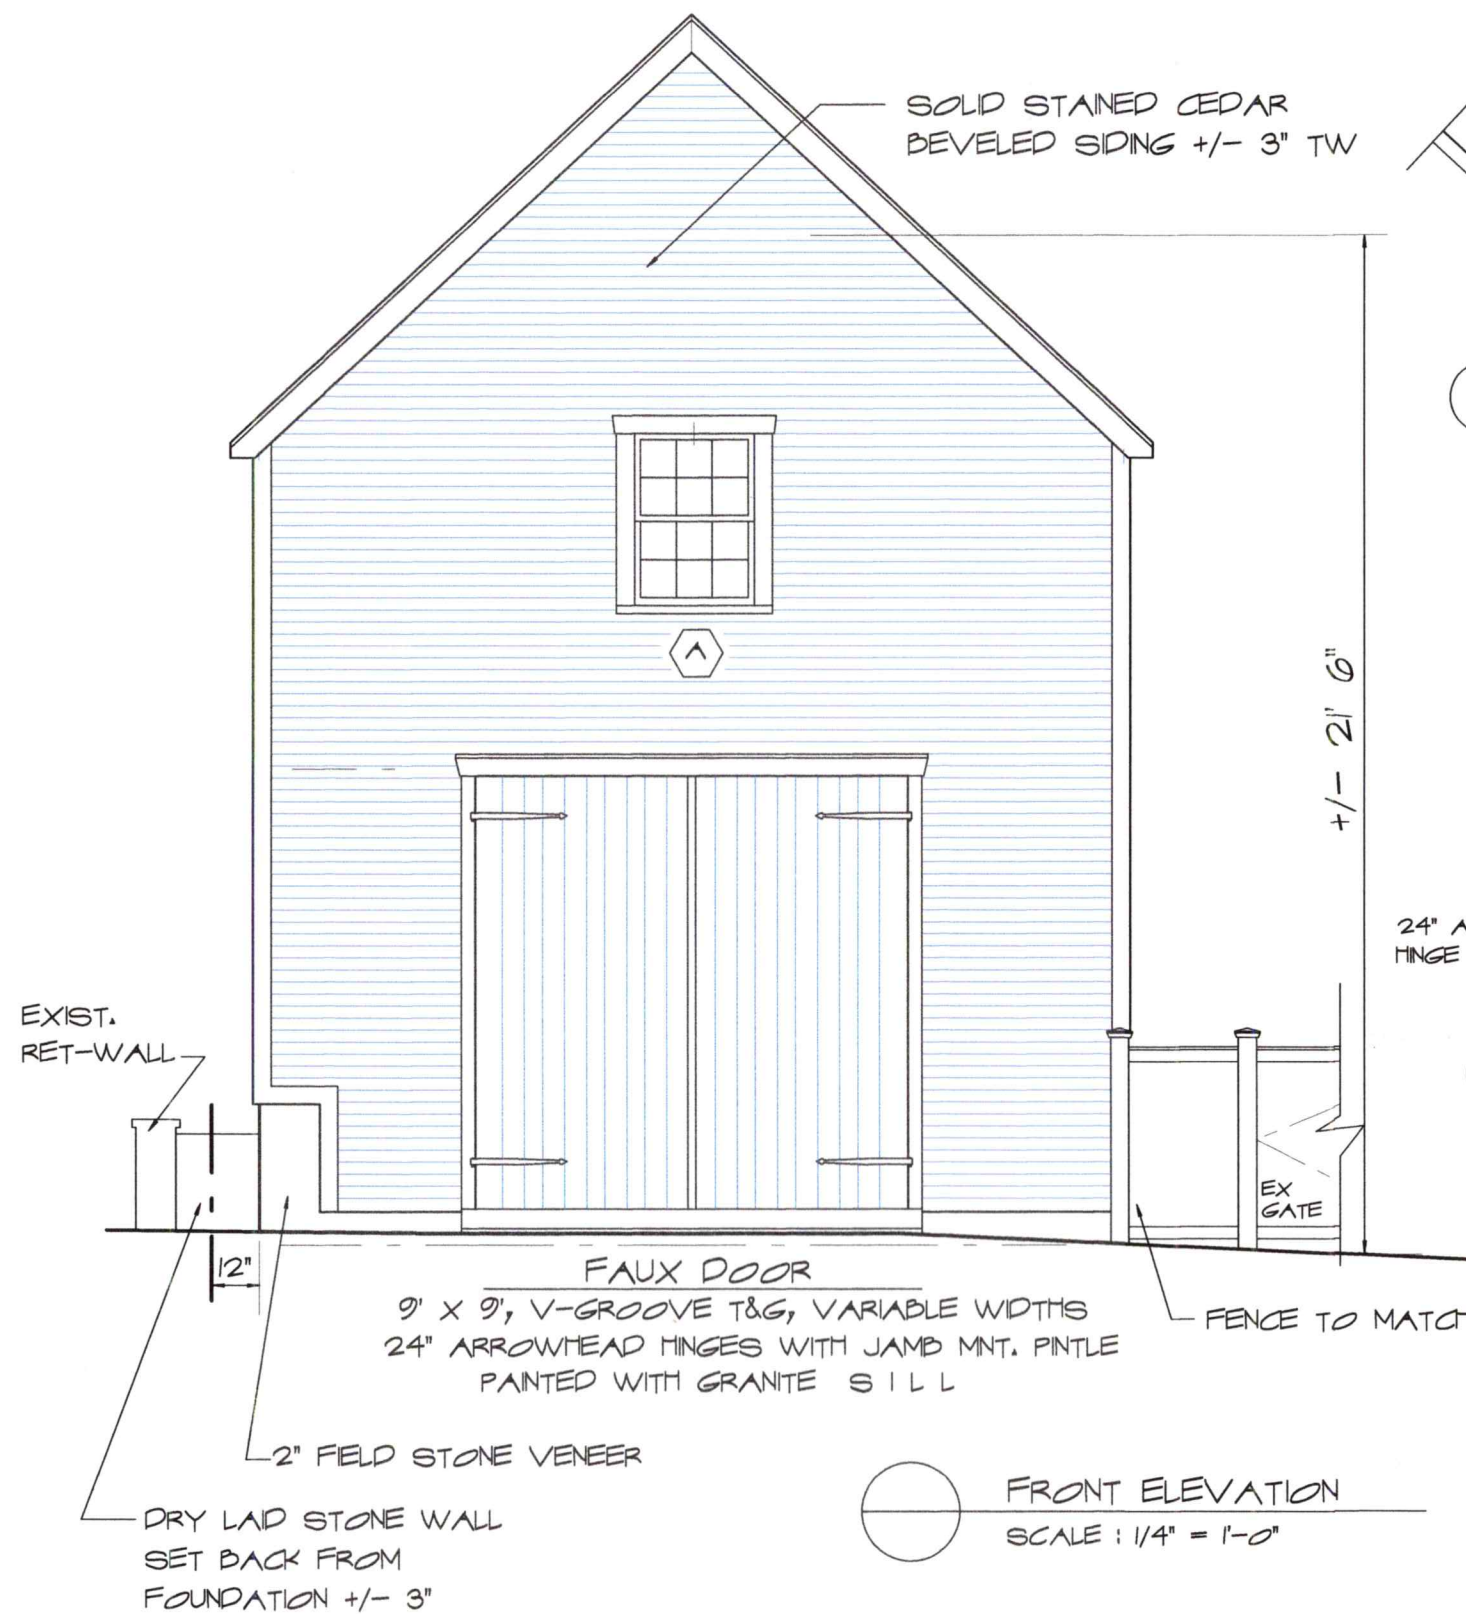 SOLID STAINED CEDAR
BEVELED SIDING +/- 3" TW
A
+/- 21' 6"
24" A
HINGE
EXIST.
RET-WALL
EX
GATE
12"
FAUX DOOR
9' X 9', V-GROOVE T&G, VARIABLE WIDTHS
24" ARROWHEAD HINGES WITH JAMB MNT. PINTLE
PAINTED WITH GRANITE S I L L
FENCE TO MATCH
2" FIELD STONE VENEER
DRY LAID STONE WALL
SET BACK FROM
FOUNDATION +/- 3"
FRONT ELEVATION
SCALE : 1/4" = 1'-0"